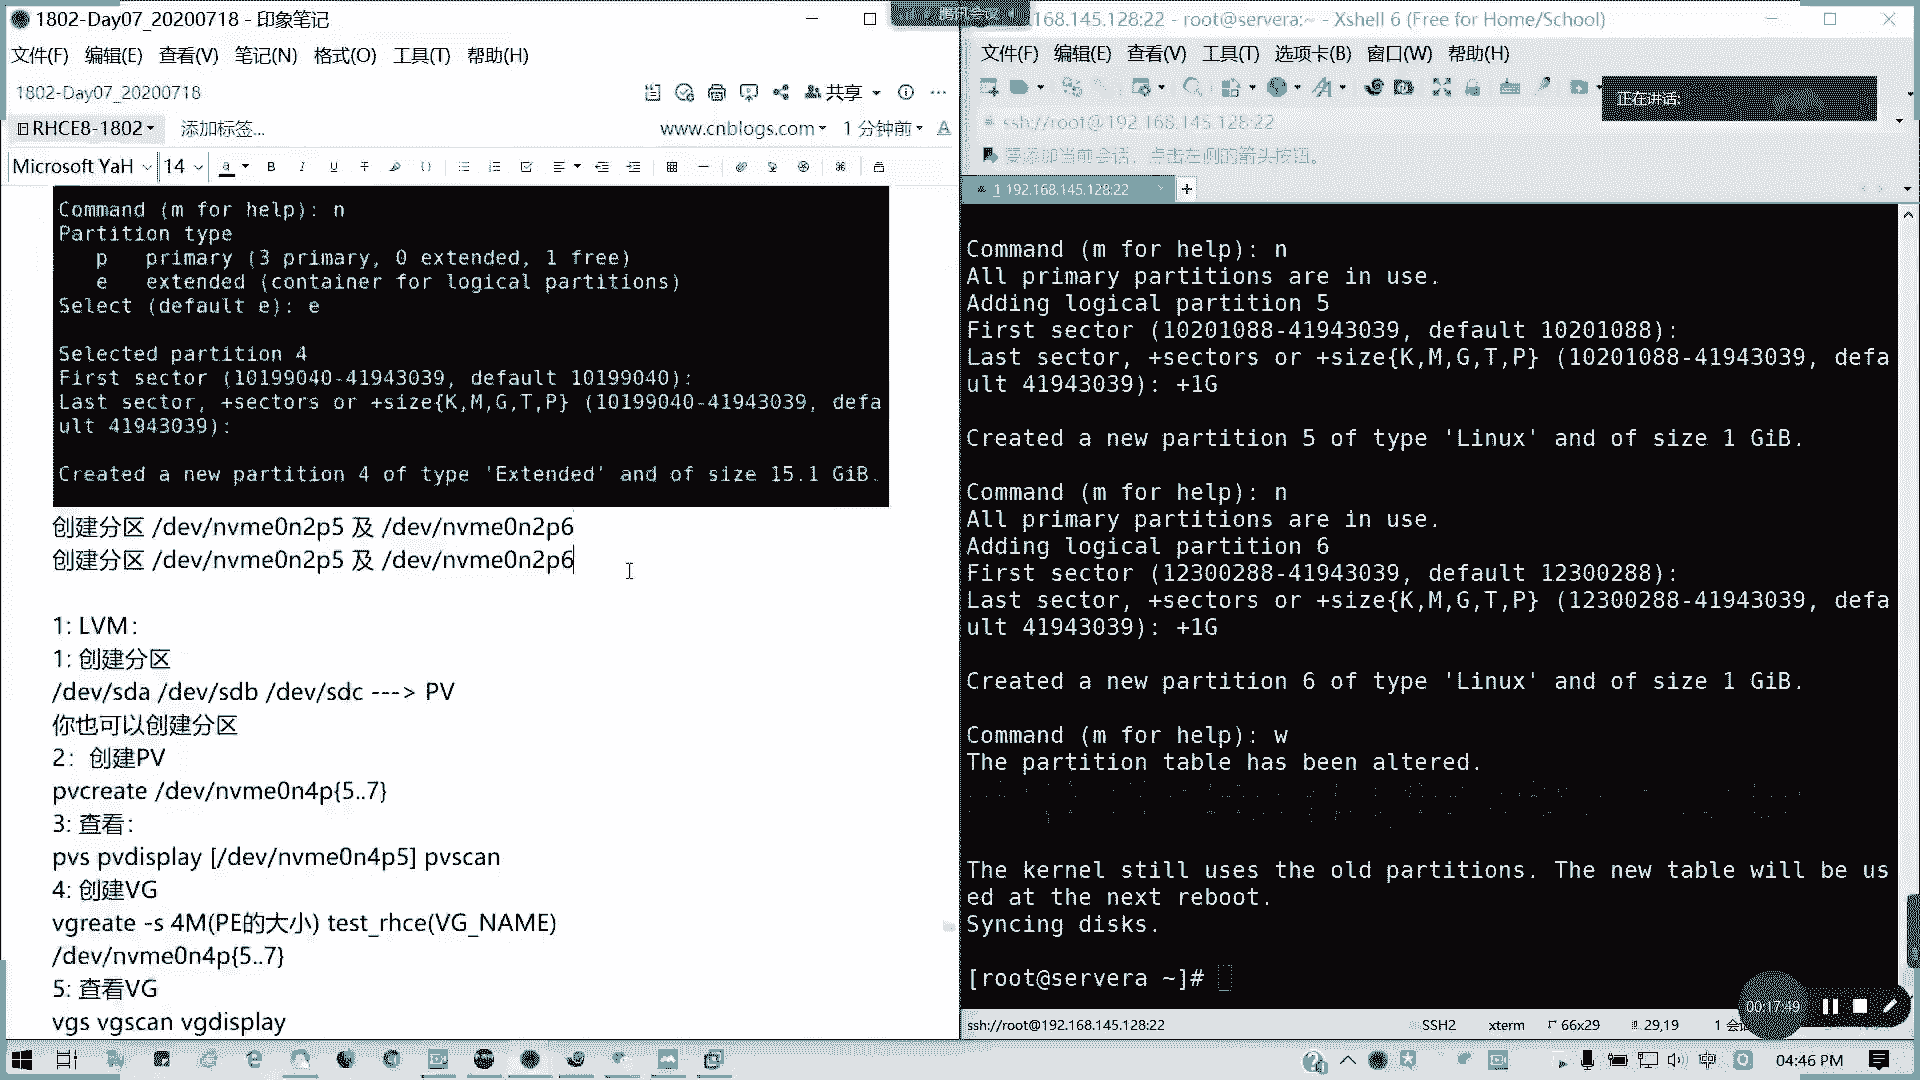 1802-Day07_20200718 - 印象笔记
文件(F) 编辑(E) 查看(V) 笔记(N) 格式(O) 工具(T) 帮助(H)
1802-Day07_20200718
共享
RHCE8-1802
添加标签...
www.cnblogs.com
1 分钟前
Microsoft YaH
14
Command (m for help): n
Partition type
   p   primary (3 primary, 0 extended, 1 free)
   e   extended (container for logical partitions)
Select (default e): e
Selected partition 4
First sector (10199040-41943039, default 10199040):
Last sector, +sectors or +size{K,M,G,T,P} (10199040-41943039, defa
ult 41943039):
Created a new partition 4 of type 'Extended' and of size 15.1 GiB.
创建分区 /dev/nvme0n2p5 及 /dev/nvme0n2p6
创建分区 /dev/nvme0n2p5 及 /dev/nvme0n2p6
1: LVM:
1: 创建分区
/dev/sda /dev/sdb /dev/sdc ---> PV
你也可以创建分区
2: 创建PV
pvcreate /dev/nvme0n4p{5..7}
3: 查看:
pvs pvdisplay [/dev/nvme0n4p5] pvscan
4: 创建VG
vgreate -s 4M(PE的大小) test_rhce(VG_NAME)
/dev/nvme0n4p{5..7}
5: 查看VG
vgs vgscan vgdisplay
腾讯会议
168.145.128:22 - root@servera:~ - Xshell 6 (Free for Home/School)
文件(F) 编辑(E) 查看(V) 工具(T) 选项卡(B) 窗口(W) 帮助(H)
正在讲话:
ssh://root@192.168.145.128:22
要添加当前会话，点击左侧的箭头按钮。
1 192.168.145.128:22
Command (m for help): n
All primary partitions are in use.
Adding logical partition 5
First sector (10201088-41943039, default 10201088):
Last sector, +sectors or +size{K,M,G,T,P} (10201088-41943039, defa
ult 41943039): +1G
Created a new partition 5 of type 'Linux' and of size 1 GiB.
Command (m for help): n
All primary partitions are in use.
Adding logical partition 6
First sector (12300288-41943039, default 12300288):
Last sector, +sectors or +size{K,M,G,T,P} (12300288-41943039, defa
ult 41943039): +1G
Created a new partition 6 of type 'Linux' and of size 1 GiB.
Command (m for help): w
The partition table has been altered.
The kernel still uses the old partitions. The new table will be us
ed at the next reboot.
Syncing disks.
[root@servera ~]#
00:17:49
ssh://root@192.168.145.128:22
SSH2
xterm
66x29
29,19
1 会
中
04:46 PM